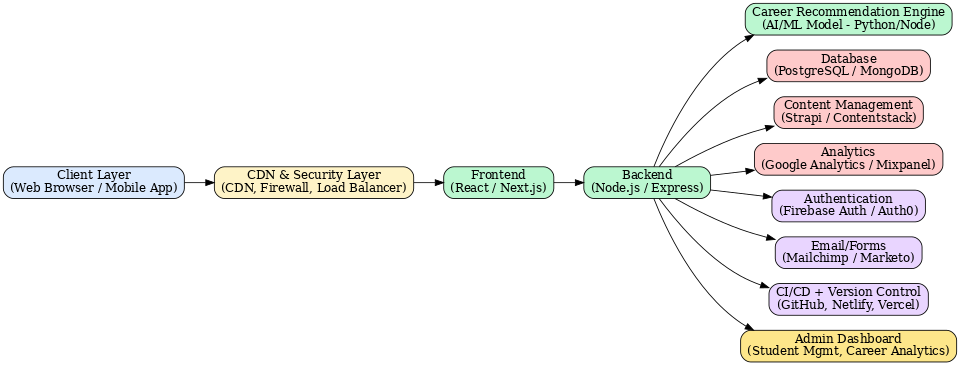 Client Layer
(Web Browser / Mobile App)
CDN & Security Layer
(CDN, Firewall, Load Balancer)
Frontend
(React / Next.js)
Backend
(Node.js / Express)
Career Recommendation Engine
(AI/ML Model - Python/Node)
Database
(PostgreSQL / MongoDB)
Content Management
(Strapi / Contentstack)
Analytics
(Google Analytics / Mixpanel)
Authentication
(Firebase Auth / Auth0)
Email/Forms
(Mailchimp / Marketo)
CI/CD + Version Control
(GitHub, Netlify, Vercel)
Admin Dashboard
(Student Mgmt, Career Analytics)